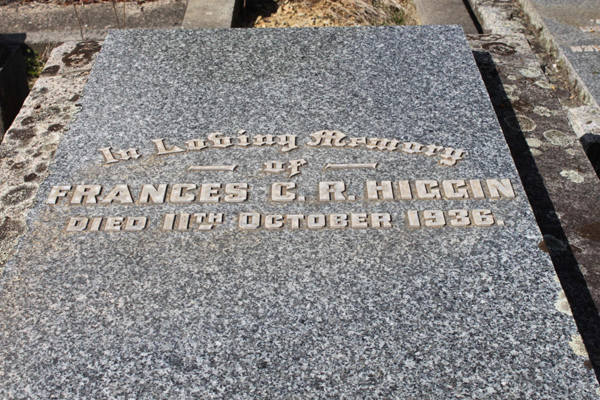 In Loving Memory
of
FRANCES C. R. HIGGIN
DIED 11TH OCTOBER 1936.